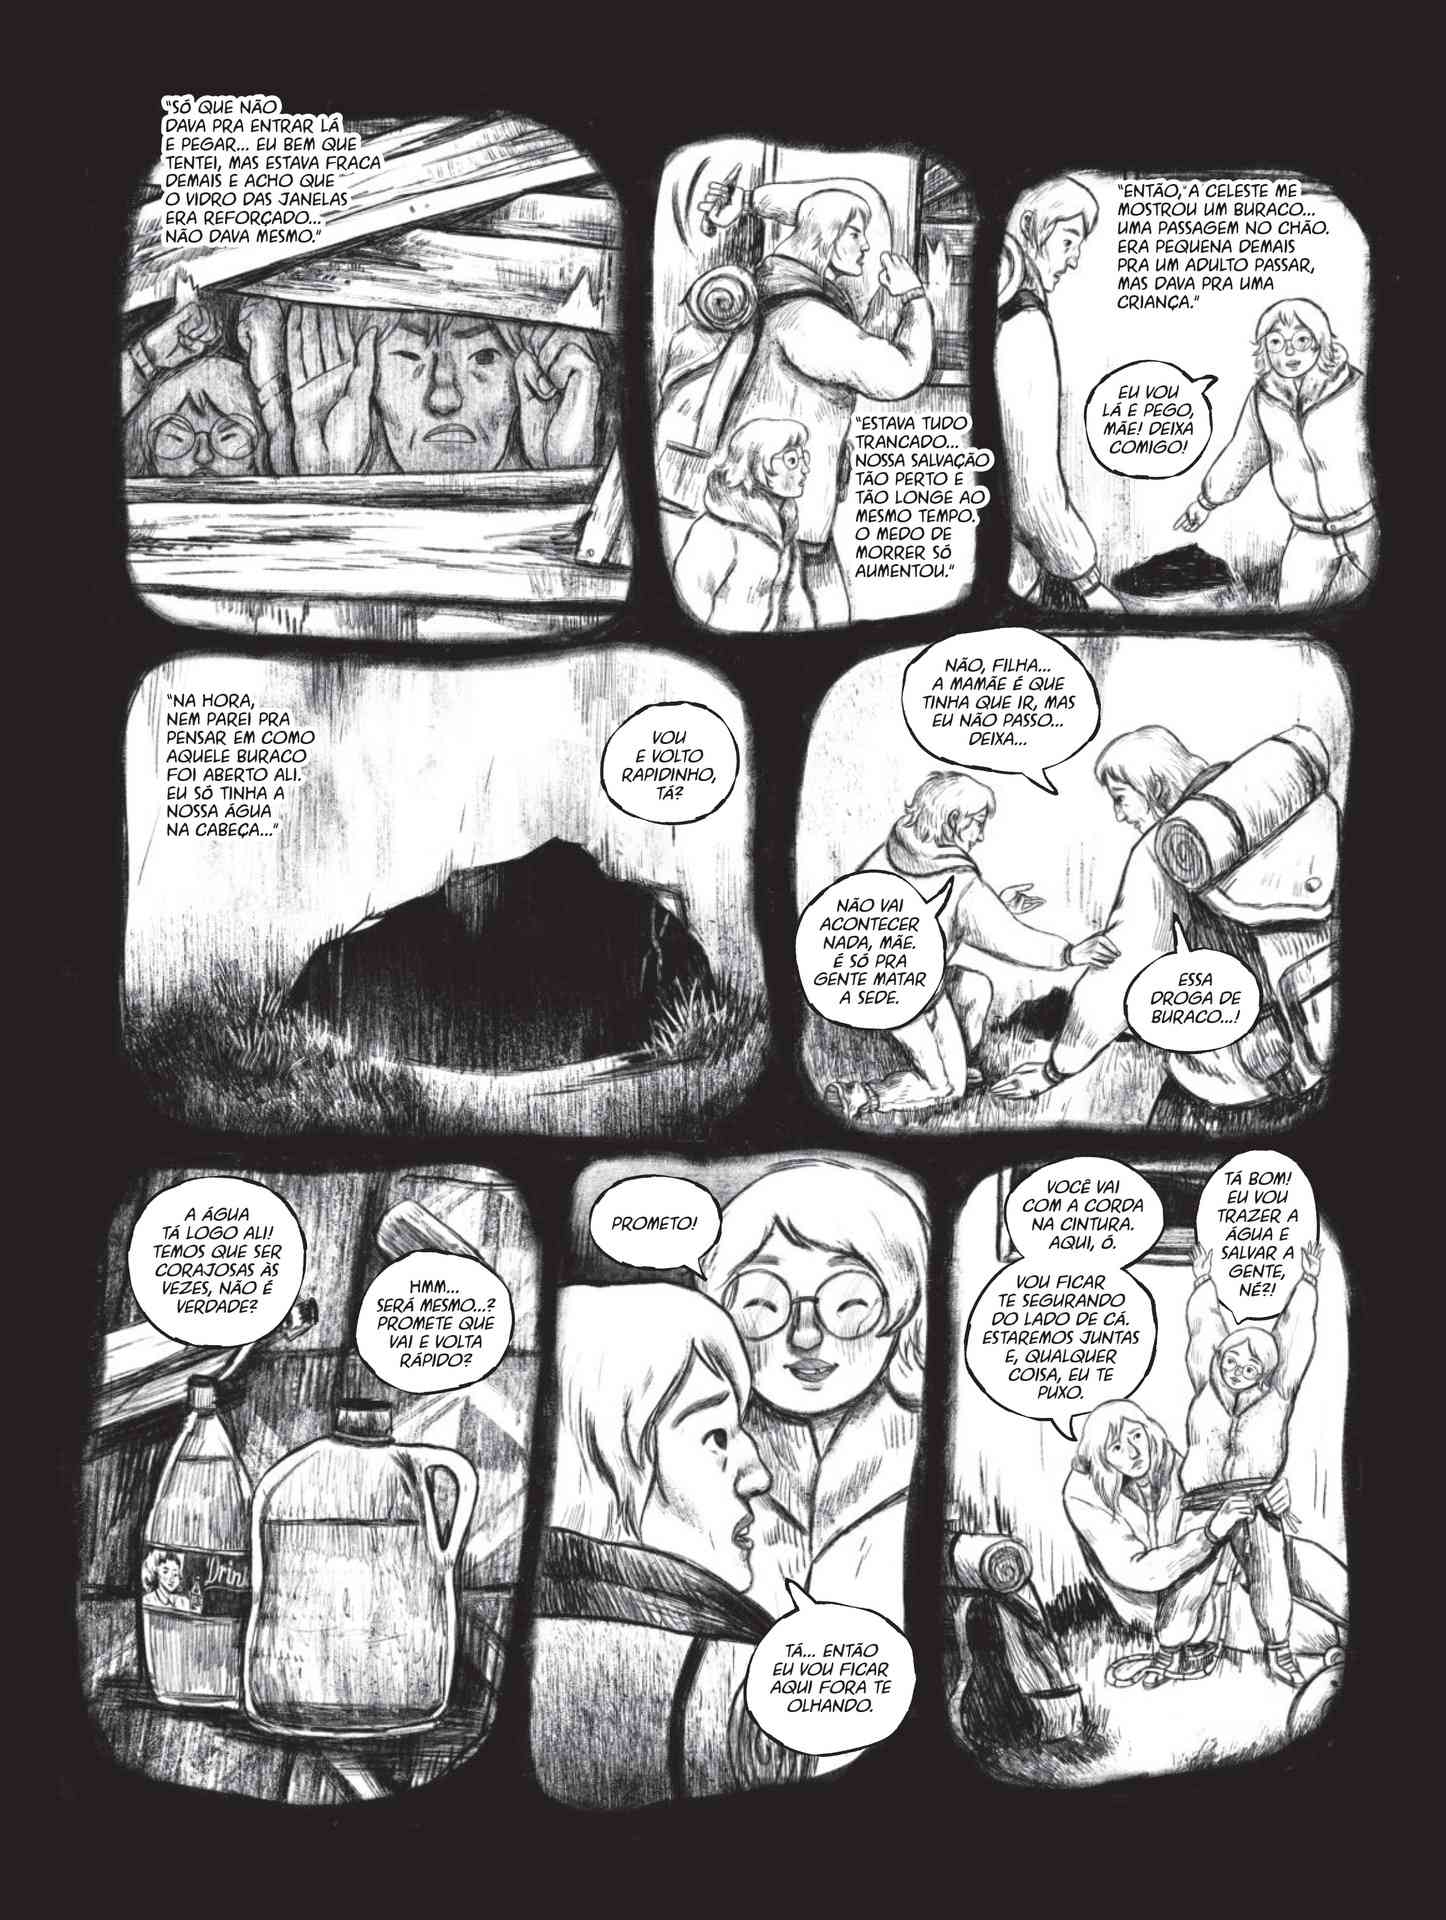 "SÓ QUE NÃO
DAVA PRA ENTRAR LÁ
E PEGAR... EU BEM QUE
TENTEI, MAS ESTAVA FRACA
DEMAIS E ACHO QUE
O VIDRO DAS JANELAS
ERA REFORÇADO...
NÃO DAVA MESMO."
"ESTAVA TUDO
TRANCADO...
NOSSA SALVAÇÃO
TÃO PERTO E
TÃO LONGE AO
MESMO TEMPO.
O MEDO DE
MORRER SÓ
AUMENTOU."
"ENTÃO, A CELESTE ME
MOSTROU UM BURACO...
UMA PASSAGEM NO CHÃO.
ERA PEQUENA DEMAIS
PRA UM ADULTO PASSAR,
MAS DAVA PRA UMA
CRIANÇA."
EU VOU
LÁ E PEGO,
MÃE! DEIXA
COMIGO!
"NA HORA,
NEM PAREI PRA
PENSAR EM COMO
AQUELE BURACO
FOI ABERTO ALI.
EU SÓ TINHA A
NOSSA ÁGUA
NA CABEÇA..."
VOU
E VOLTO
RAPIDINHO,
TÁ?
NÃO, FILHA...
A MAMÃE É QUE
TINHA QUE IR, MAS
EU NÃO PASSO...
DEIXA...
NÃO VAI
ACONTECER
NADA, MÃE.
É SÓ PRA
GENTE MATAR
A SEDE.
ESSA
DROGA DE
BURACO...!
A ÁGUA
TÁ LOGO ALI!
TEMOS QUE SER
CORAJOSAS ÀS
VEZES, NÃO É
VERDADE?
HMM...
SERÁ MESMO...?
PROMETE QUE
VAI E VOLTA
RÁPIDO?
Drin
PROMETO!
TÁ... ENTÃO
EU VOU FICAR
AQUI FORA TE
OLHANDO.
VOCÊ VAI
COM A CORDA
NA CINTURA.
AQUI, Ó.
VOU FICAR
TE SEGURANDO
DO LADO DE CÁ.
ESTAREMOS JUNTAS
E, QUALQUER
COISA, EU TE
PUXO.
TÁ BOM!
EU VOU
TRAZER A
ÁGUA E
SALVAR A
GENTE,
NÉ?!